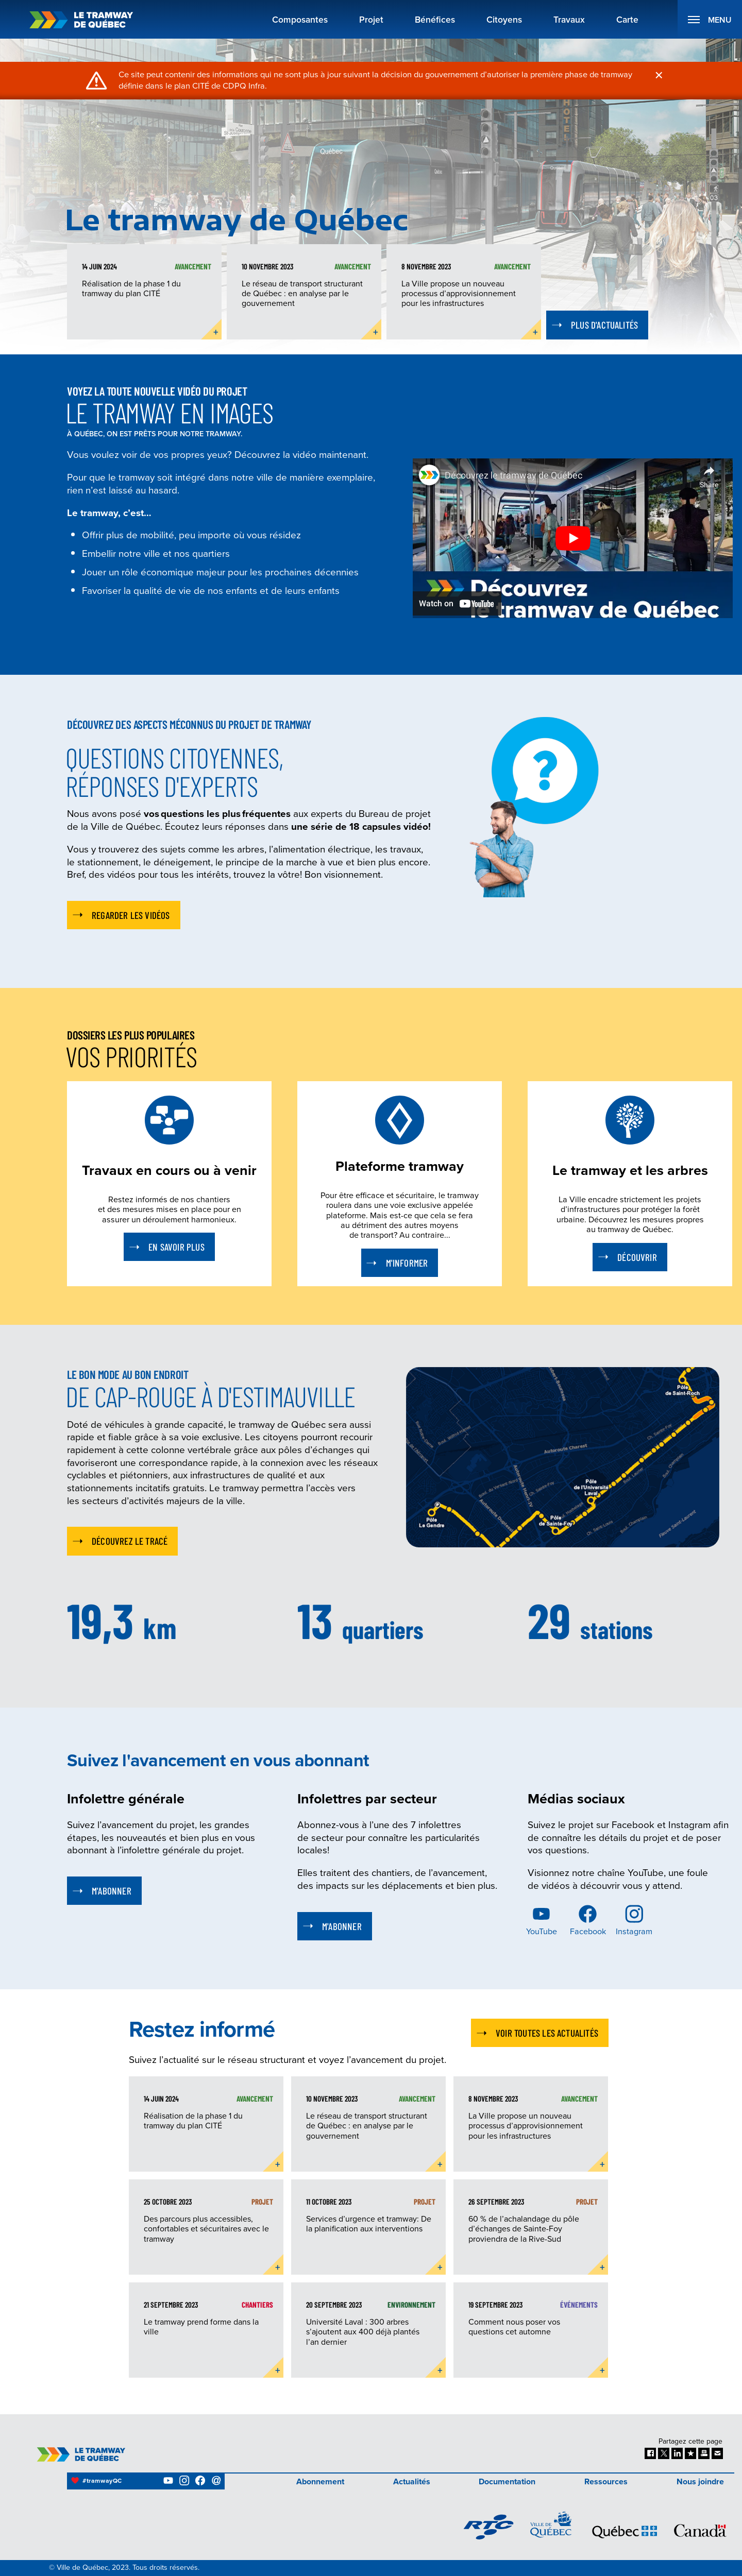 LE TRAMWAY
DE QUÉBEC
Composantes
Projet
Bénéfices
Citoyens
Travaux
Carte
MENU
Ce site peut contenir des informations qui ne sont plus à jour suivant la décision du gouvernement d'autoriser la première phase de tramway
définie dans le plan CITÉ de CDPQ Infra.
Québec
HOTEL
Le tramway de Québec
14 JUIN 2024
AVANCEMENT
Réalisation de la phase 1 du
tramway du plan CITÉ
+
10 NOVEMBRE 2023
AVANCEMENT
Le réseau de transport structurant
de Québec : en analyse par le
gouvernement
+
8 NOVEMBRE 2023
AVANCEMENT
La Ville propose un nouveau
processus d'approvisionnement
pour les infrastructures
+
PLUS D'ACTUALITÉS
VOYEZ LA TOUTE NOUVELLE VIDÉO DU PROJET
LE TRAMWAY EN IMAGES
À QUÉBEC, ON EST PRÊTS POUR NOTRE TRAMWAY.
Vous voulez voir de vos propres yeux? Découvrez la vidéo maintenant.
Pour que le tramway soit intégré dans notre ville de manière exemplaire,
rien n'est laissé au hasard.
Le tramway, c'est…
Offrir plus de mobilité, peu importe où vous résidez
Embellir notre ville et nos quartiers
Jouer un rôle économique majeur pour les prochaines décennies
Favoriser la qualité de vie de nos enfants et de leurs enfants
Découvrez le tramway de Québec
Share
Découvrez
le tramway de Québec
Watch on YouTube
DÉCOUVREZ DES ASPECTS MÉCONNUS DU PROJET DE TRAMWAY
QUESTIONS CITOYENNES,
RÉPONSES D'EXPERTS
Nous avons posé vos questions les plus fréquentes aux experts du Bureau de projet
de la Ville de Québec. Écoutez leurs réponses dans une série de 18 capsules vidéo!
Vous y trouverez des sujets comme les arbres, l'alimentation électrique, les travaux,
le stationnement, le déneigement, le principe de la marche à vue et bien plus encore.
Bref, des vidéos pour tous les intérêts, trouvez la vôtre! Bon visionnement.
REGARDER LES VIDÉOS
?
DOSSIERS LES PLUS POPULAIRES
VOS PRIORITÉS
Travaux en cours ou à venir
Restez informés de nos chantiers
et des mesures mises en place pour en
assurer un déroulement harmonieux.
EN SAVOIR PLUS
Plateforme tramway
Pour être efficace et sécuritaire, le tramway
roulera dans une voie exclusive appelée
plateforme. Mais est-ce que cela se fera
au détriment des autres moyens
de transport? Au contraire...
M'INFORMER
Le tramway et les arbres
La Ville encadre strictement les projets
d'infrastructures pour protéger la forêt
urbaine. Découvrez les mesures propres
au tramway de Québec.
DÉCOUVRIR
LE BON MODE AU BON ENDROIT
DE CAP-ROUGE À D'ESTIMAUVILLE
Doté de véhicules à grande capacité, le tramway de Québec sera aussi
rapide et fiable grâce à sa voie exclusive. Les citoyens pourront recourir
rapidement à cette colonne vertébrale grâce aux pôles d'échanges qui
favoriseront une correspondance rapide, à la connexion avec les réseaux
cyclables et piétonniers, aux infrastructures de qualité et aux
stationnements incitatifs gratuits. Le tramway permettra l'accès vers
les secteurs d'activités majeurs de la ville.
DÉCOUVREZ LE TRACÉ
Pôle
de Saint-Roch
Pôle
de l'Université
Laval
Pôle
de Sainte-Foy
Pôle
Le Gendre
19,3 km
13 quartiers
29 stations
Suivez l'avancement en vous abonnant
Infolettre générale
Suivez l'avancement du projet, les grandes
étapes, les nouveautés et bien plus en vous
abonnant à l'infolettre générale du projet.
M'ABONNER
Infolettres par secteur
Abonnez-vous à l'une des 7 infolettres
de secteur pour connaître les particularités
locales!
Elles traitent des chantiers, de l'avancement,
des impacts sur les déplacements et bien plus.
M'ABONNER
Médias sociaux
Suivez le projet sur Facebook et Instagram afin
de connaître les détails du projet et de poser
vos questions.
Visionnez notre chaîne YouTube, une foule
de vidéos à découvrir vous y attend.
YouTube
Facebook
Instagram
Restez informé
VOIR TOUTES LES ACTUALITÉS
Suivez l'actualité sur le réseau structurant et voyez l'avancement du projet.
14 JUIN 2024
AVANCEMENT
Réalisation de la phase 1 du
tramway du plan CITÉ
+
10 NOVEMBRE 2023
AVANCEMENT
Le réseau de transport structurant
de Québec : en analyse par le
gouvernement
+
8 NOVEMBRE 2023
AVANCEMENT
La Ville propose un nouveau
processus d'approvisionnement
pour les infrastructures
+
25 OCTOBRE 2023
PROJET
Des parcours plus accessibles,
confortables et sécuritaires avec le
tramway
+
11 OCTOBRE 2023
PROJET
Services d'urgence et tramway: De
la planification aux interventions
+
26 SEPTEMBRE 2023
PROJET
60 % de l'achalandage du pôle
d'échanges de Sainte-Foy
proviendra de la Rive-Sud
+
21 SEPTEMBRE 2023
CHANTIERS
Le tramway prend forme dans la
ville
+
20 SEPTEMBRE 2023
ENVIRONNEMENT
Université Laval : 300 arbres
s'ajoutent aux 400 déjà plantés
l'an dernier
+
19 SEPTEMBRE 2023
ÉVÉNEMENTS
Comment nous poser vos
questions cet automne
+
LE TRAMWAY
DE QUÉBEC
Partagez cette page
#tramwayQC
Abonnement
Actualités
Documentation
Ressources
Nous joindre
RTC
VILLE DE
QUÉBEC
Québec
Canada
© Ville de Québec, 2023. Tous droits réservés.